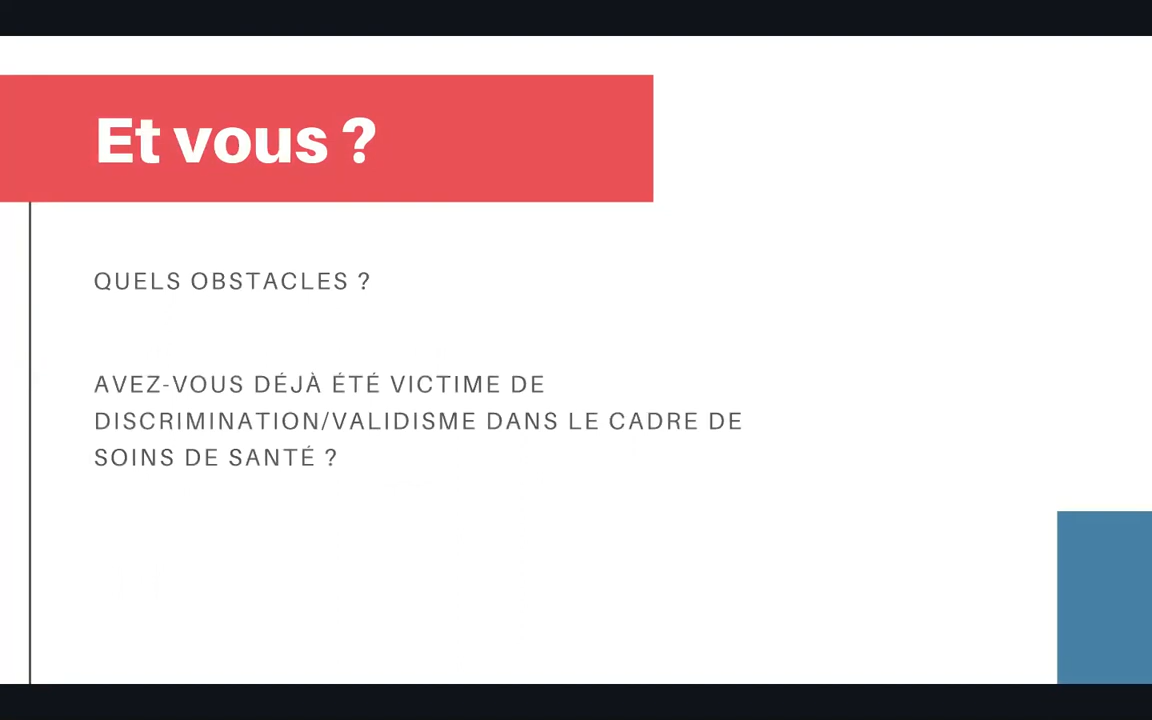 Et vous ?
QUELS OBSTACLES ?
AVEZ-VOUS DÉJÀ ÉTÉ VICTIME DE
DISCRIMINATION/VALIDISME DANS LE CADRE DE
SOINS DE SANTÉ ?